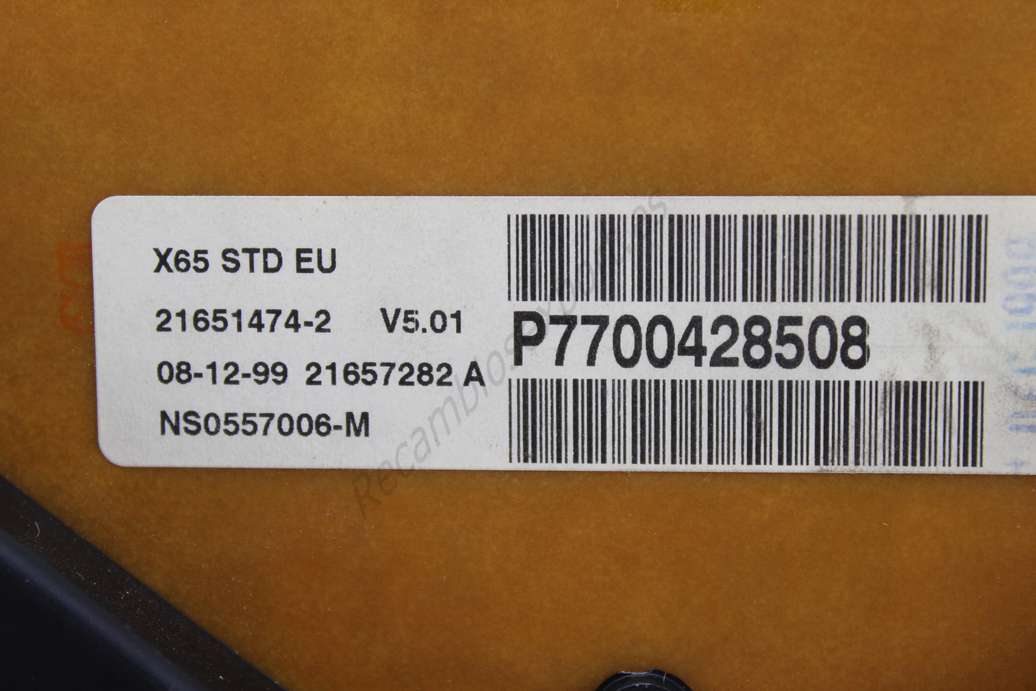 X65 STD EU
21651474-2 V5.01
08-12-99 21657282 A
NS0557006-M
P7700428508